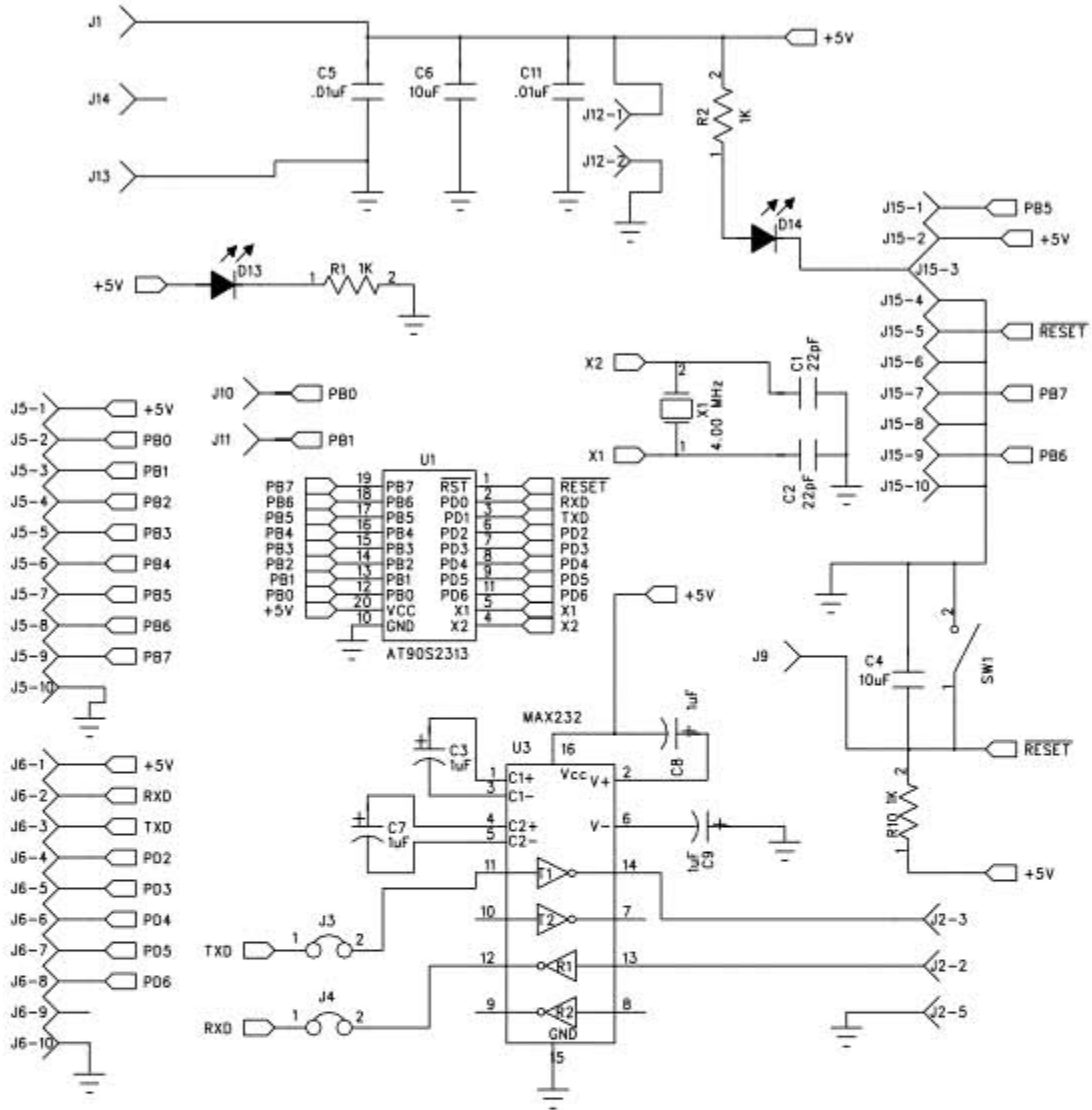 J1
+5V
C5
.01uF
C6
10uF
C11
.01uF
J14
J12-1
2
R2
1K
1
J13
J12-2
D14
J15-1
PB5
J15-2
+5V
J15-3
+5V
D13
1
R1
1K
2
J15-4
J15-5
RESET
J15-6
J15-7
PB7
J15-8
J15-9
PB6
J15-10
X2
2
X1
4.00 MHz
1
X1
C1
22pF
C2
22pF
J10
PB0
J11
PB1
J5-1
+5V
J5-2
PB0
J5-3
PB1
J5-4
PB2
J5-5
PB3
J5-6
PB4
J5-7
PB5
J5-8
PB6
J5-9
PB7
J5-10
U1
PB7 19 PB7 RST 1 RESET
PB6 18 PB6 PD0 2 RXD
PB5 17 PB5 PD1 3 TXD
PB4 16 PB4 PD2 6 PD2
PB3 15 PB3 PD3 7 PD3
PB2 14 PB2 PD4 8 PD4
PB1 13 PB1 PD5 9 PD5
PB0 12 PB0 PD6 11 PD6
+5V 20 VCC X1 5 X1
10 GND X2 4 X2
AT90S2313
+5V
J9
C4
10uF
2
1
SW1
RESET
2
R10
1K
1
+5V
MAX232
U3
16
Vcc
+
C3
1uF
1 C1+
3 C1-
V+ 2
1uF
+
C8
+
C7
1uF
4 C2+
5 C2-
V- 6
+
1uF
C9
11 T1 14
10 T2 7
12 R1 13
9 R2 8
GND
15
J6-1
+5V
J6-2
RXD
J6-3
TXD
J6-4
PD2
J6-5
PD3
J6-6
PD4
J6-7
PD5
J6-8
PD6
J6-9
J6-10
TXD
1
J3
2
RXD
1
J4
2
J2-3
J2-2
J2-5